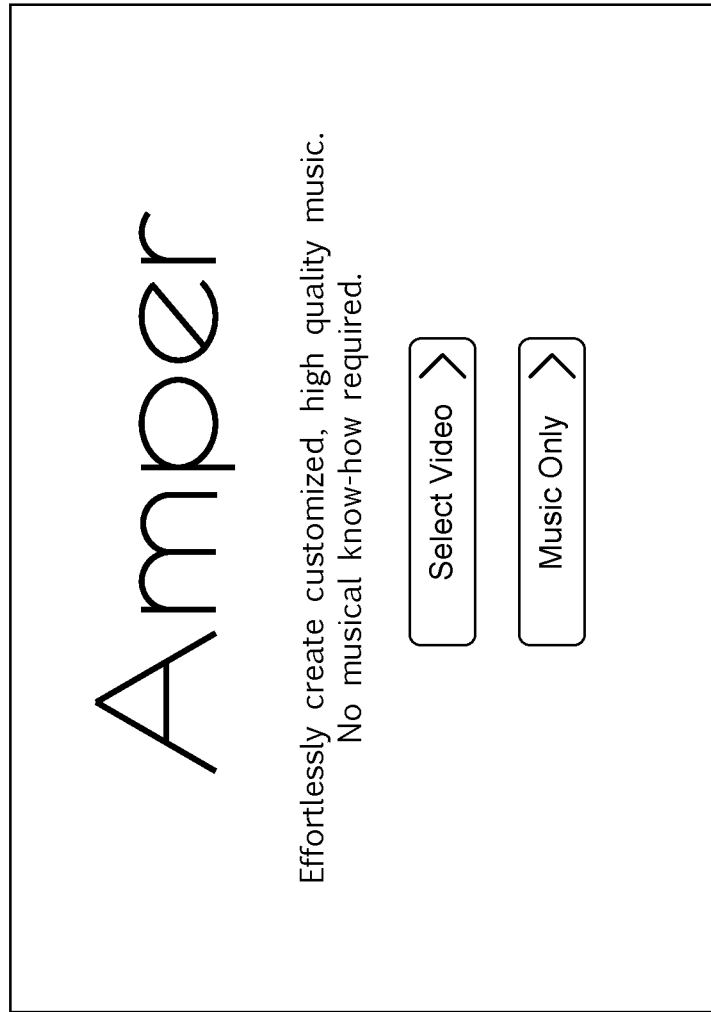 Amper
Effortlessly create customized, high quality music.
No musical know-how required.
Select Video
Music Only